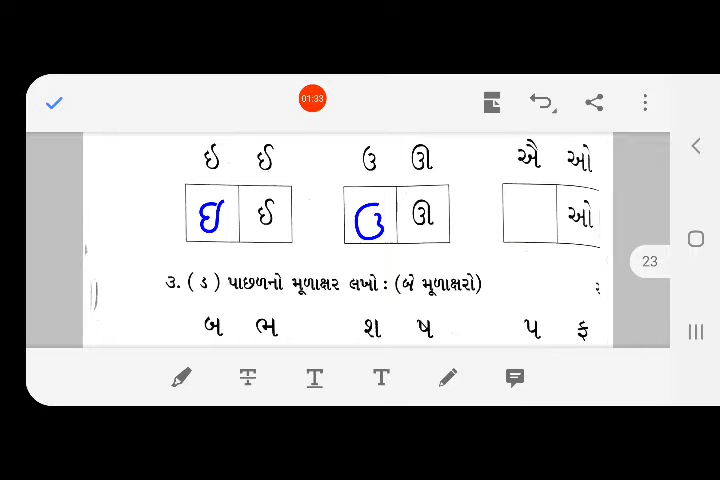 01:33
ઇ ઈ ઉ ઊ ઐ ઓ
ઇ ઈ ઉ ઊ ઓ
૩. ( ડ ) પાછળનો મૂળાક્ષર લખો : (બે મૂળાક્ષરો)
23
બ ભ શ ષ પ ફ
T T T